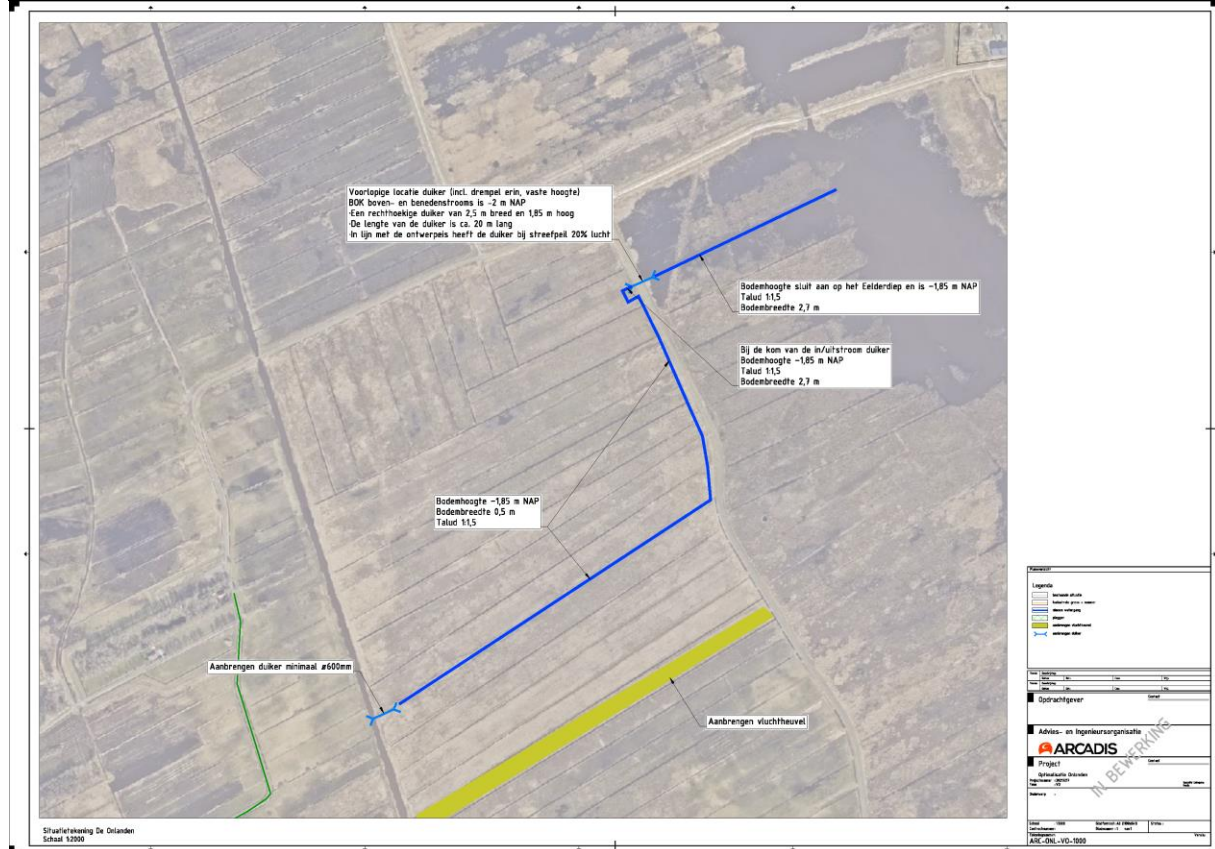 Voorlopige locatie duiker (incl. drempel erin, vaste hoogte)
BOK boven- en benedenstrooms is -2 m NAP
-Een rechthoekige duiker van 2,5 m breed en 1,85 m hoog
-De lengte van de duiker is ca. 20 m lang
-In lijn met de ontwerpeis heeft de duiker bij streefpeil 20% lucht
Bodemhoogte sluit aan op het Eelderdiep en is -1,85 m NAP
Talud 1:1,5
Bodembreedte 2,7 m
Bij de kom van de in/uitstroom duiker
Bodemhoogte -1,85 m NAP
Talud 1:1,5
Bodembreedte 2,7 m
Bodemhoogte -1,85 m NAP
Bodembreedte 0,5 m
Talud 1:1,5
Aanbrengen duiker minimaal ø600mm
Aanbrengen vluchtheuvel
Situatietekening De Onlanden
Schaal 1:2000
Legenda
Opdrachtgever
Advies- en Ingenieursorganisatie
ARCADIS
Project
Optimalisatie Onlanden
IN BEWERKING
ARC-ONL-VO-1000